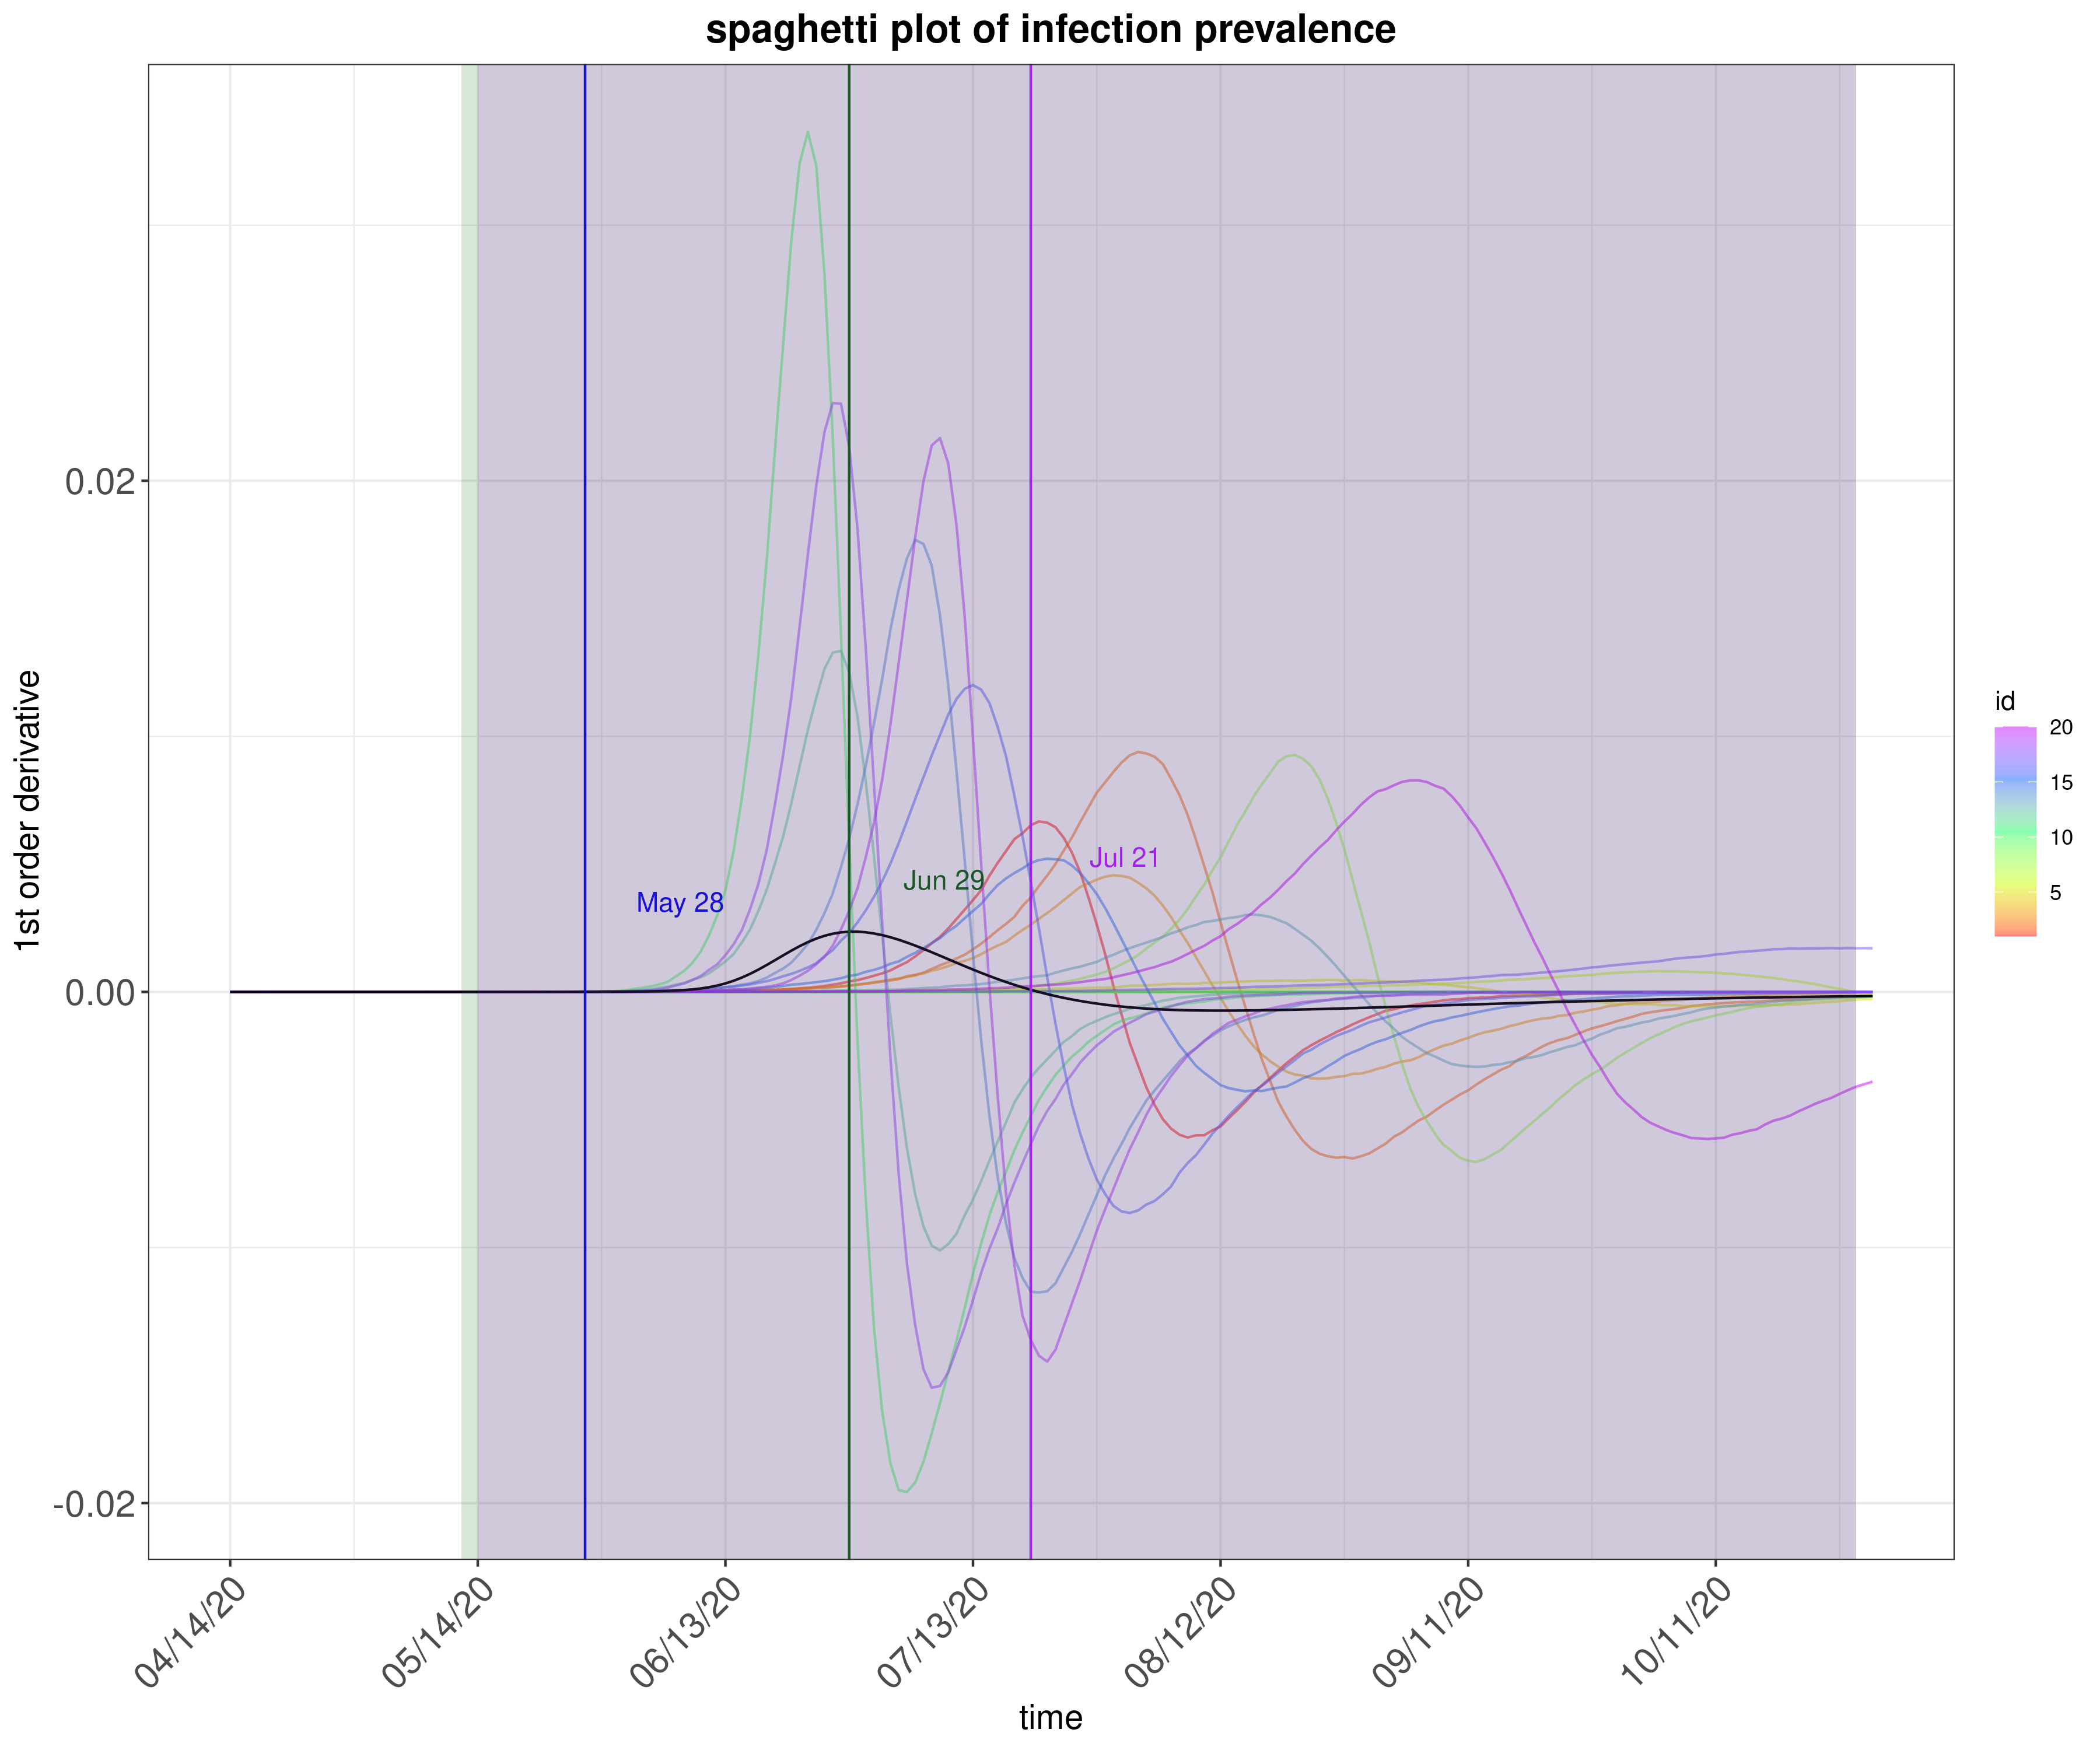 spaghetti plot of infection prevalence
1st order derivative
0.02
0.00
-0.02
May 28
Jun 29
Jul 21
04/14/20
05/14/20
06/13/20
07/13/20
08/12/20
09/11/20
10/11/20
time
id
20
15
10
5